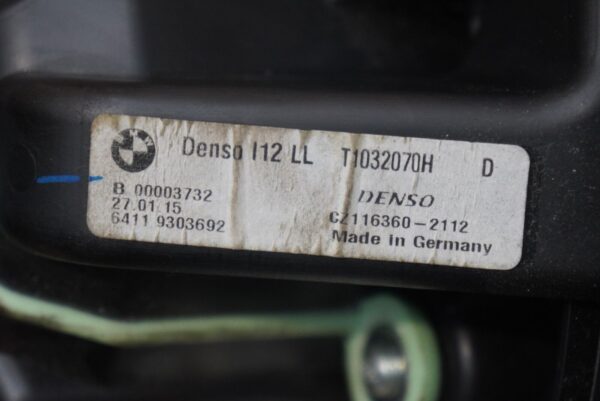 Denso I12 LL T1032070H D
B 00003732
27.01.15
6411 9303692
DENSO
CZ116360-2112
Made in Germany